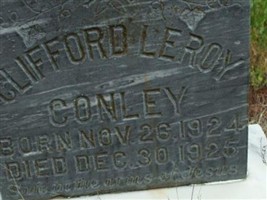 CLIFFORD LEROY
CONLEY
BORN NOV. 26 1924
DIED DEC. 30, 1925